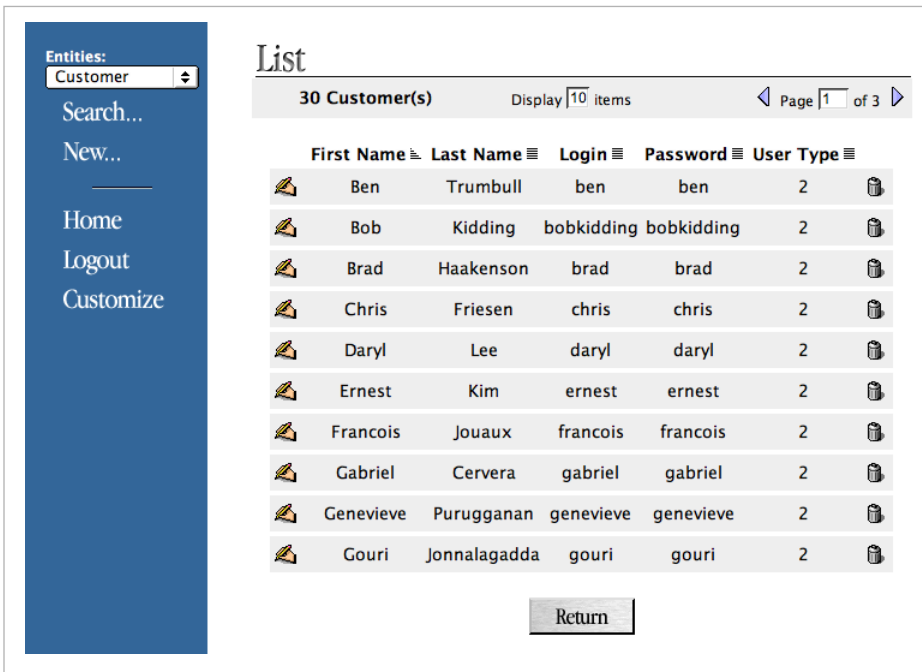 Entities:
Customer
Search...
New...
Home
Logout
Customize
List
30 Customer(s) Display 10 items Page 1 of 3
First Name Last Name Login Password User Type
Ben Trumbull ben ben 2
Bob Kidding bobkidding bobkidding 2
Brad Haakenson brad brad 2
Chris Friesen chris chris 2
Daryl Lee daryl daryl 2
Ernest Kim ernest ernest 2
Francois Jouaux francois francois 2
Gabriel Cervera gabriel gabriel 2
Genevieve Purugganan genevieve genevieve 2
Gouri Jonnalagadda gouri gouri 2
Return